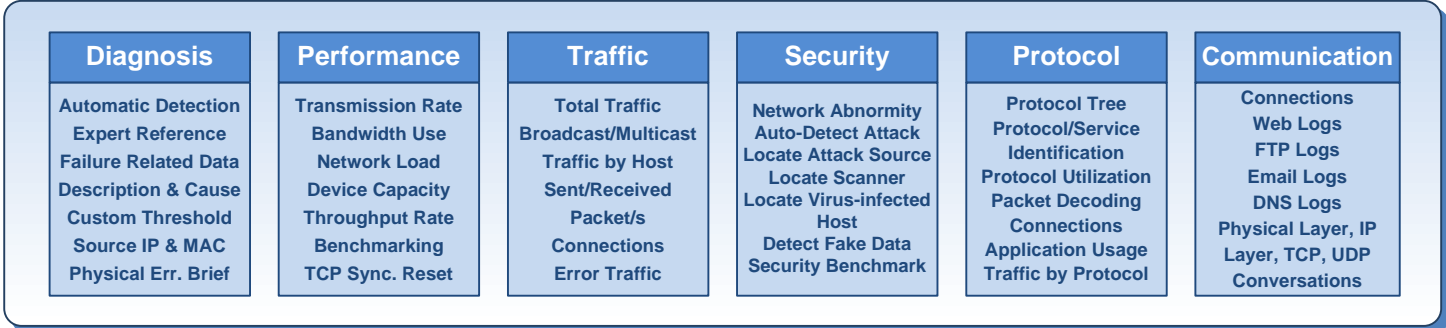 Diagnosis
Automatic Detection
Expert Reference
Failure Related Data
Description & Cause
Custom Threshold
Source IP & MAC
Physical Err. Brief
Performance
Transmission Rate
Bandwidth Use
Network Load
Device Capacity
Throughput Rate
Benchmarking
TCP Sync. Reset
Traffic
Total Traffic
Broadcast/Multicast
Traffic by Host
Sent/Received
Packet/s
Connections
Error Traffic
Security
Network Abnormity
Auto-Detect Attack
Locate Attack Source
Locate Scanner
Locate Virus-infected
Host
Detect Fake Data
Security Benchmark
Protocol
Protocol Tree
Protocol/Service
Identification
Protocol Utilization
Packet Decoding
Connections
Application Usage
Traffic by Protocol
Communication
Connections
Web Logs
FTP Logs
Email Logs
DNS Logs
Physical Layer, IP
Layer, TCP, UDP
Conversations